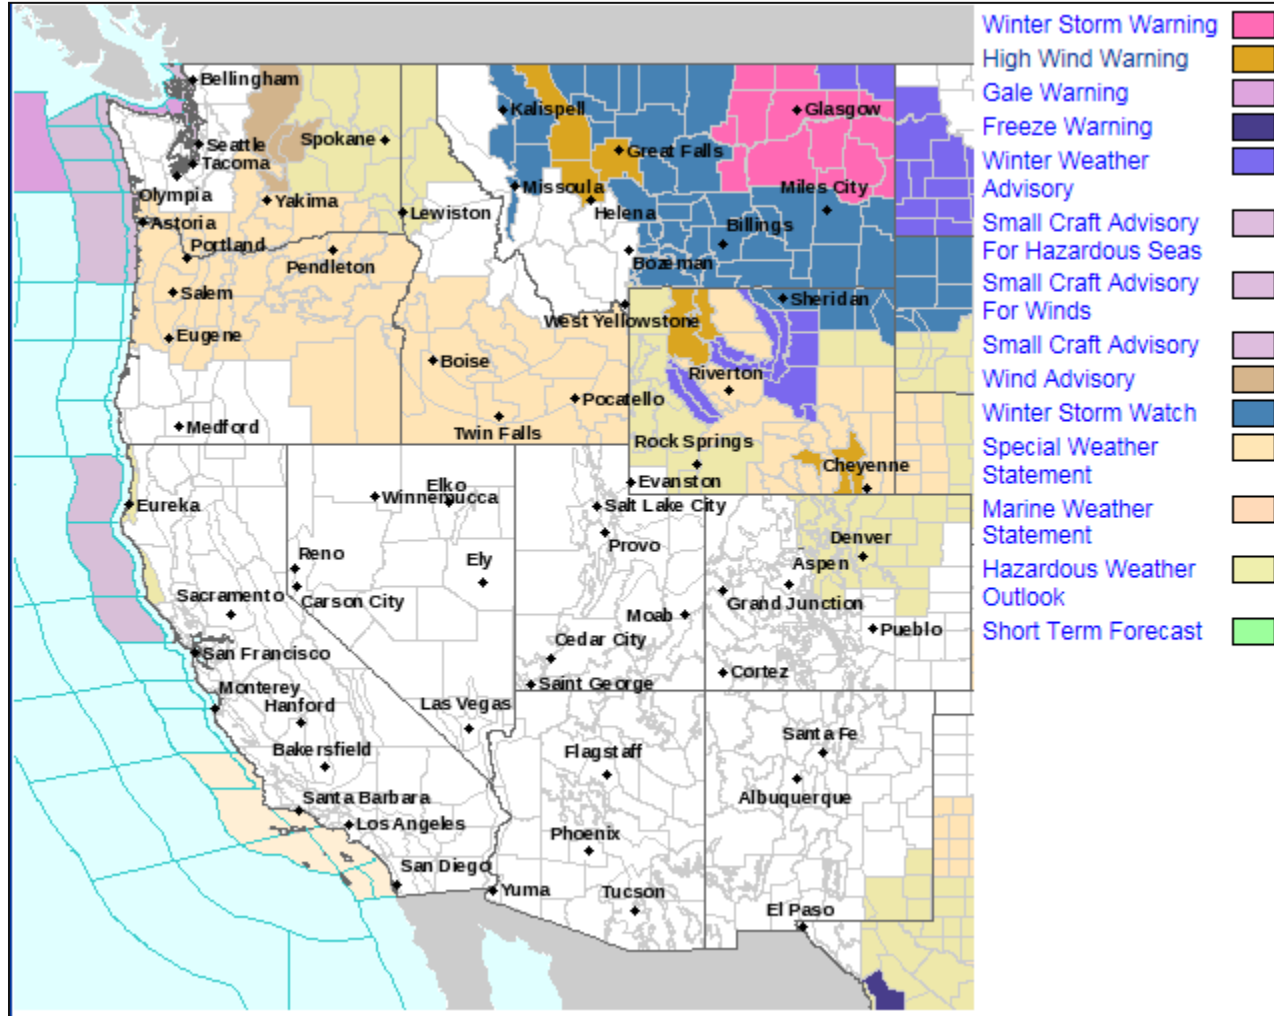 Winter Storm Warning
High Wind Warning
Gale Warning
Freeze Warning
Winter Weather
Advisory
Small Craft Advisory
For Hazardous Seas
Small Craft Advisory
For Winds
Small Craft Advisory
Wind Advisory
Winter Storm Watch
Special Weather
Statement
Marine Weather
Statement
Hazardous Weather
Outlook
Short Term Forecast
Bellingham
Seattle
Tacoma
Olympia
Spokane
Yakima
Astoria
Portland
Pendleton
Lewiston
Salem
Eugene
Medford
Kalispell
Great Falls
Missoula
Helena
Bozeman
Glasgow
Miles City
Billings
Sheridan
West Yellowstone
Boise
Pocatello
Twin Falls
Riverton
Rock Springs
Cheyenne
Evanston
Eureka
Elko
Winnemucca
Reno
Ely
Carson City
Sacramento
San Francisco
Monterey
Hanford
Bakersfield
Las Vegas
Santa Barbara
Los Angeles
San Diego
Salt Lake City
Provo
Moab
Cedar City
Saint George
Denver
Aspen
Grand Junction
Pueblo
Cortez
Flagstaff
Phoenix
Yuma
Tucson
Santa Fe
Albuquerque
El Paso